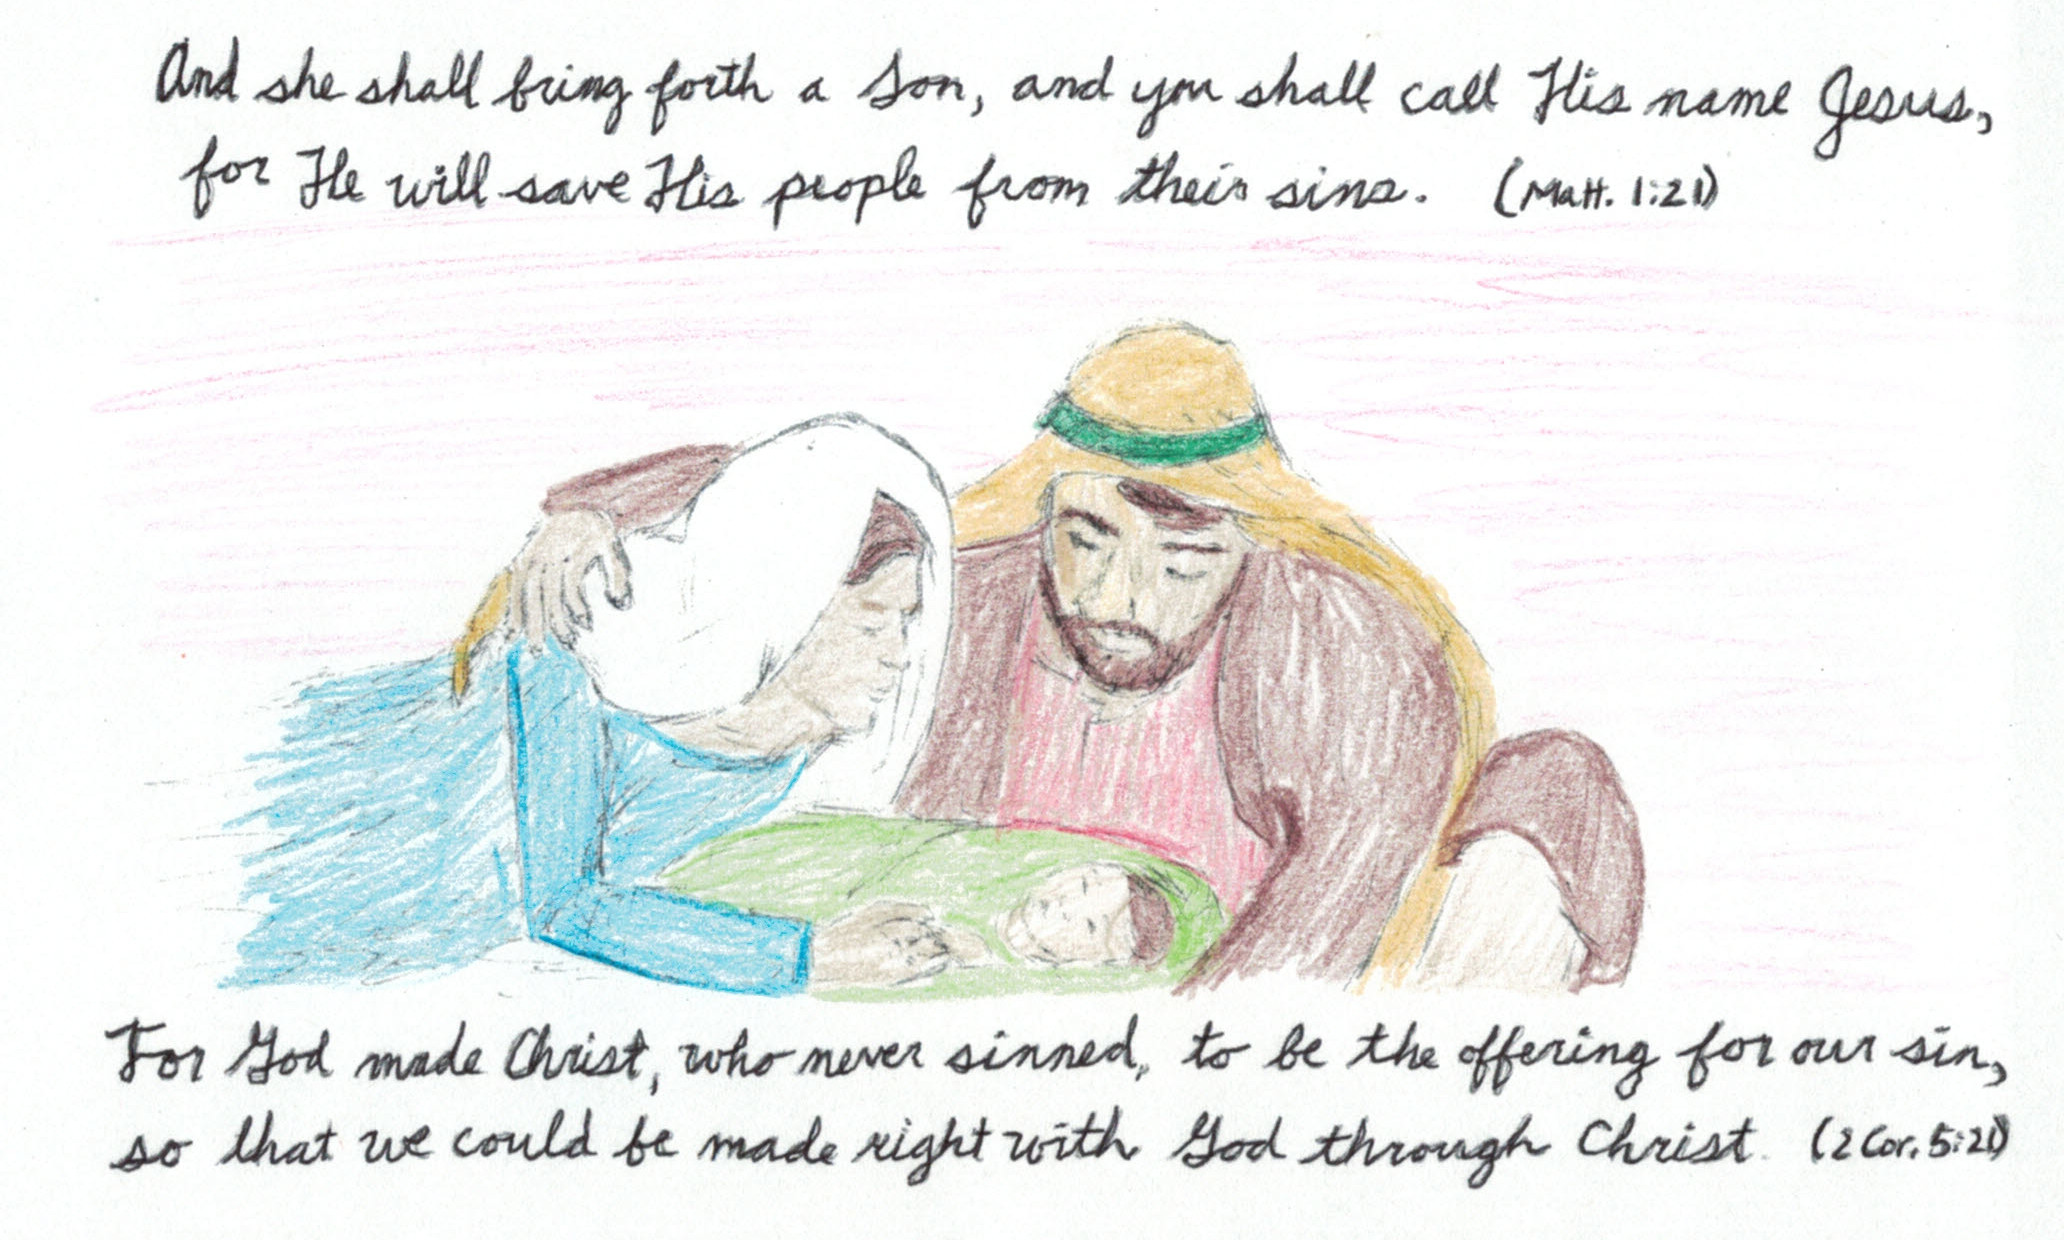 And she shall bring forth a Son, and you shall call His name Jesus,
for He will save His people from their sins. (Matt. 1:21)
For God made Christ, who never sinned, to be the offering for our sin,
so that we could be made right with God through Christ. (2 Cor. 5:21)